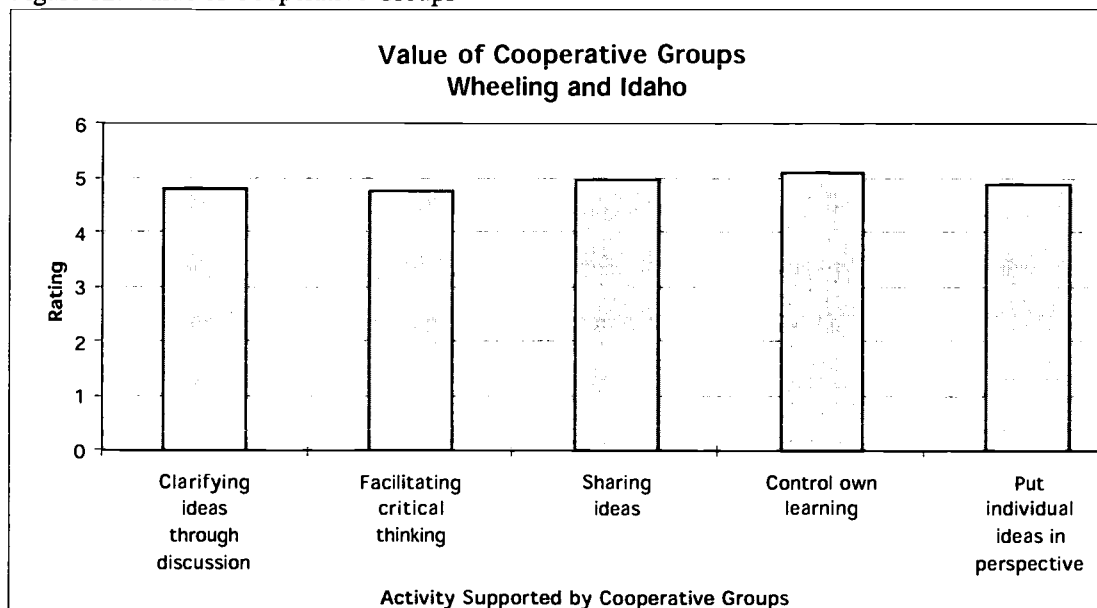 Value of Cooperative Groups
Wheeling and Idaho
6
5
4
3
2
1
0
Rating
Clarifying
ideas
through
discussion
Facilitating
critical
thinking
Sharing
ideas
Control own
learning
Put
individual
ideas in
perspective
Activity Supported by Cooperative Groups